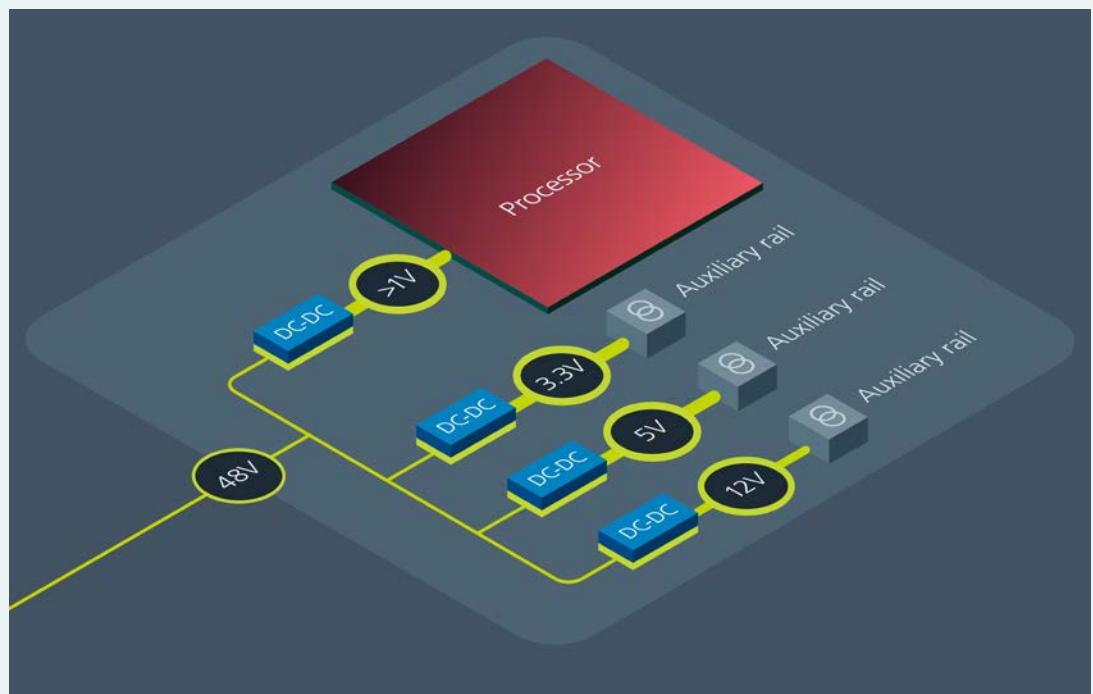 Processor
>1V
DC-DC
Auxiliary rail
3.3V
DC-DC
Auxiliary rail
5V
DC-DC
Auxiliary rail
12V
DC-DC
48V